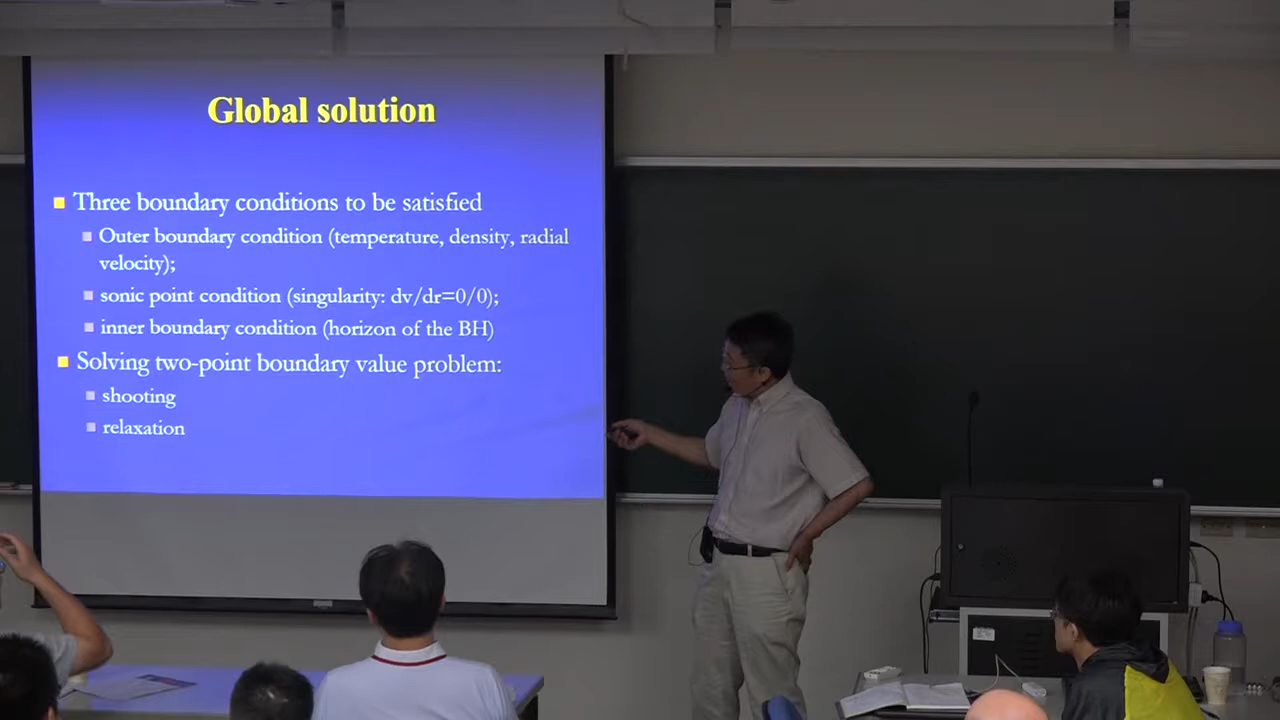 Global solution
Three boundary conditions to be satisfied
Outer boundary condition (temperature, density, radial
velocity);
sonic point condition (singularity: dv/dr=0/0);
inner boundary condition (horizon of the BH)
Solving two-point boundary value problem:
shooting
relaxation